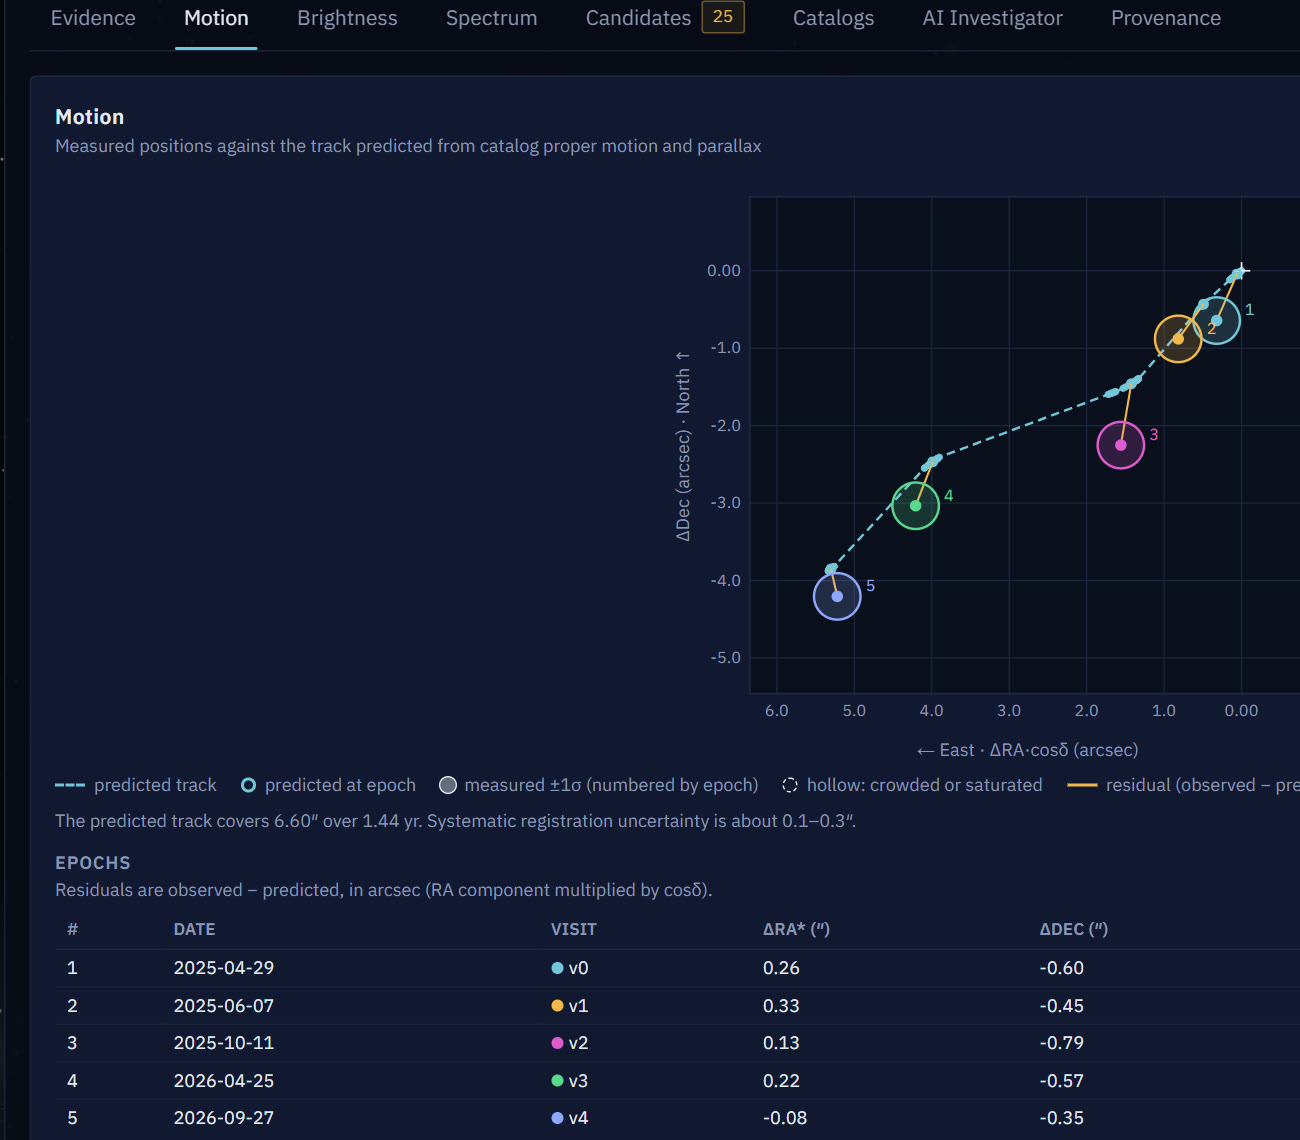 Evidence Motion Brightness Spectrum Candidates 25 Catalogs AI Investigator Provenance
Motion
Measured positions against the track predicted from catalog proper motion and parallax
0.00
-1.0
-2.0
-3.0
-4.0
-5.0
ΔDec (arcsec) · North ↑
1
2
3
4
5
6.0 5.0 4.0 3.0 2.0 1.0 0.00
← East · ΔRA·cosδ (arcsec)
predicted track predicted at epoch measured ±1σ (numbered by epoch) hollow: crowded or saturated residual (observed – pre
The predicted track covers 6.60″ over 1.44 yr. Systematic registration uncertainty is about 0.1–0.3″.
EPOCHS
Residuals are observed – predicted, in arcsec (RA component multiplied by cosδ).
# DATE VISIT ΔRA* (″) ΔDEC (″)
1 2025-04-29 v0 0.26 -0.60
2 2025-06-07 v1 0.33 -0.45
3 2025-10-11 v2 0.13 -0.79
4 2026-04-25 v3 0.22 -0.57
5 2026-09-27 v4 -0.08 -0.35